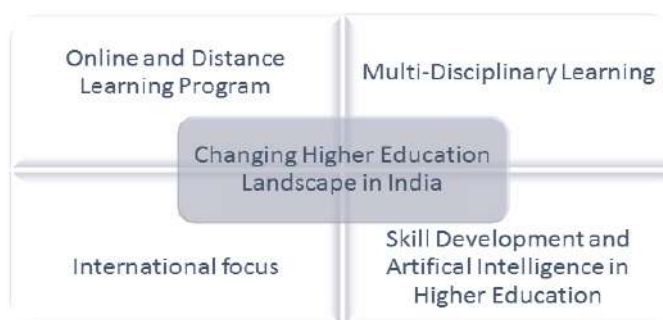 Online and Distance
Learning Program
Multi-Disciplinary Learning
Changing Higher Education
Landscape in India
International focus
Skill Development and
Artifical Intelligence in
Higher Education